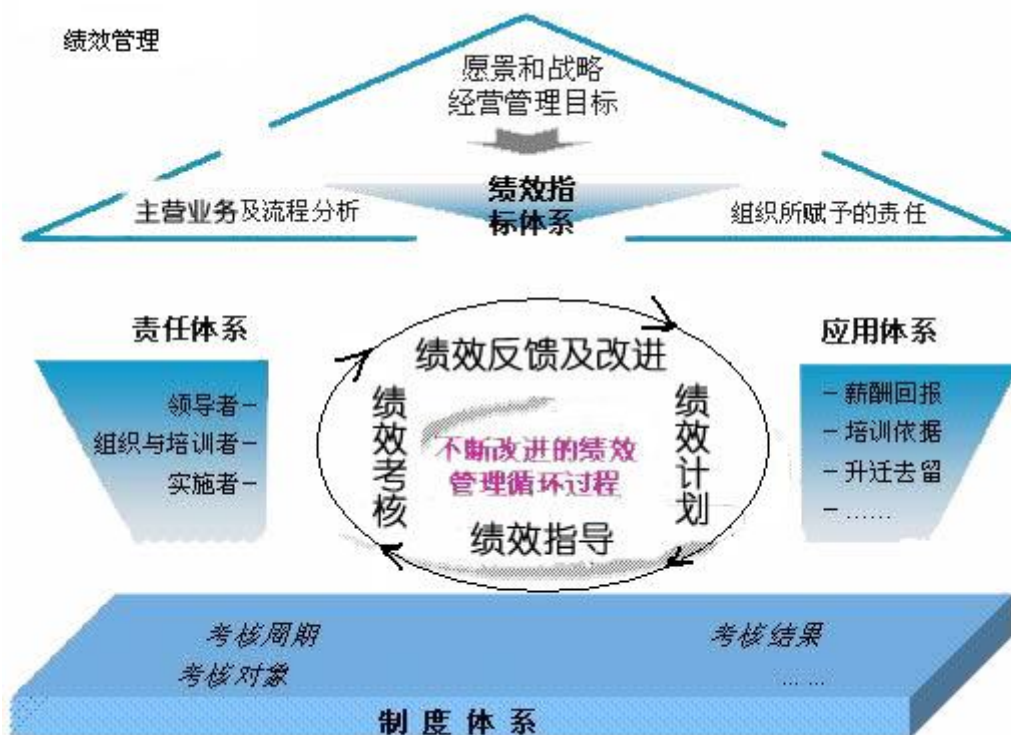 绩效管理
愿景和战略
经营管理目标
绩效指
标体系
主营业务及流程分析
组织所赋予的责任
责任体系
领导者–
组织与培训者–
实施者–
绩效反馈及改进
绩效考核
不断改进的绩效
管理循环过程
绩效计划
绩效指导
应用体系
– 薪酬回报
– 培训依据
– 升迁去留
– ……
考核周期
考核对象
考核结果
……
制度体系